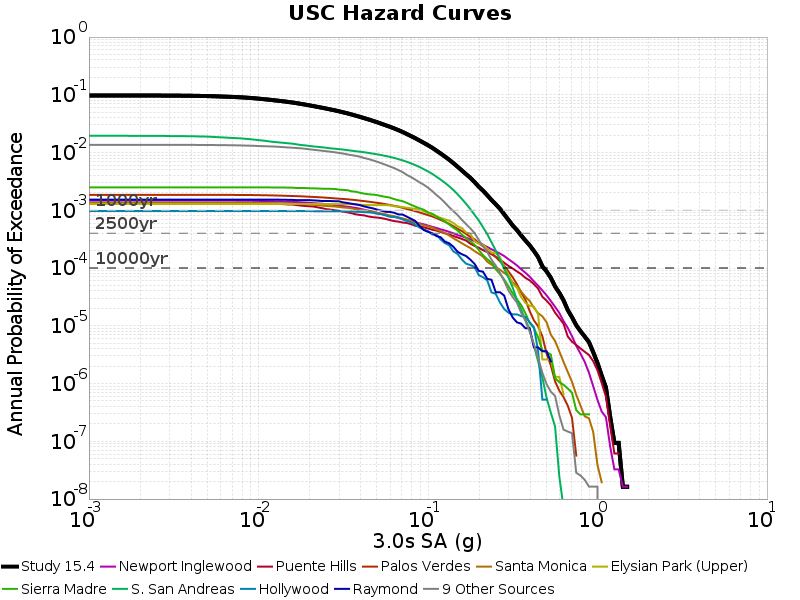 USC Hazard Curves
10^0
10^-1
10^-2
10^-3
10^-4
10^-5
10^-6
10^-7
10^-8
Annual Probability of Exceedance
1000yr
2500yr
10000yr
10^-3 10^-2 10^-1 10^0 10^1
3.0s SA (g)
Study 15.4 Newport Inglewood Puente Hills Palos Verdes Santa Monica Elysian Park (Upper)
Sierra Madre S. San Andreas Hollywood Raymond 9 Other Sources